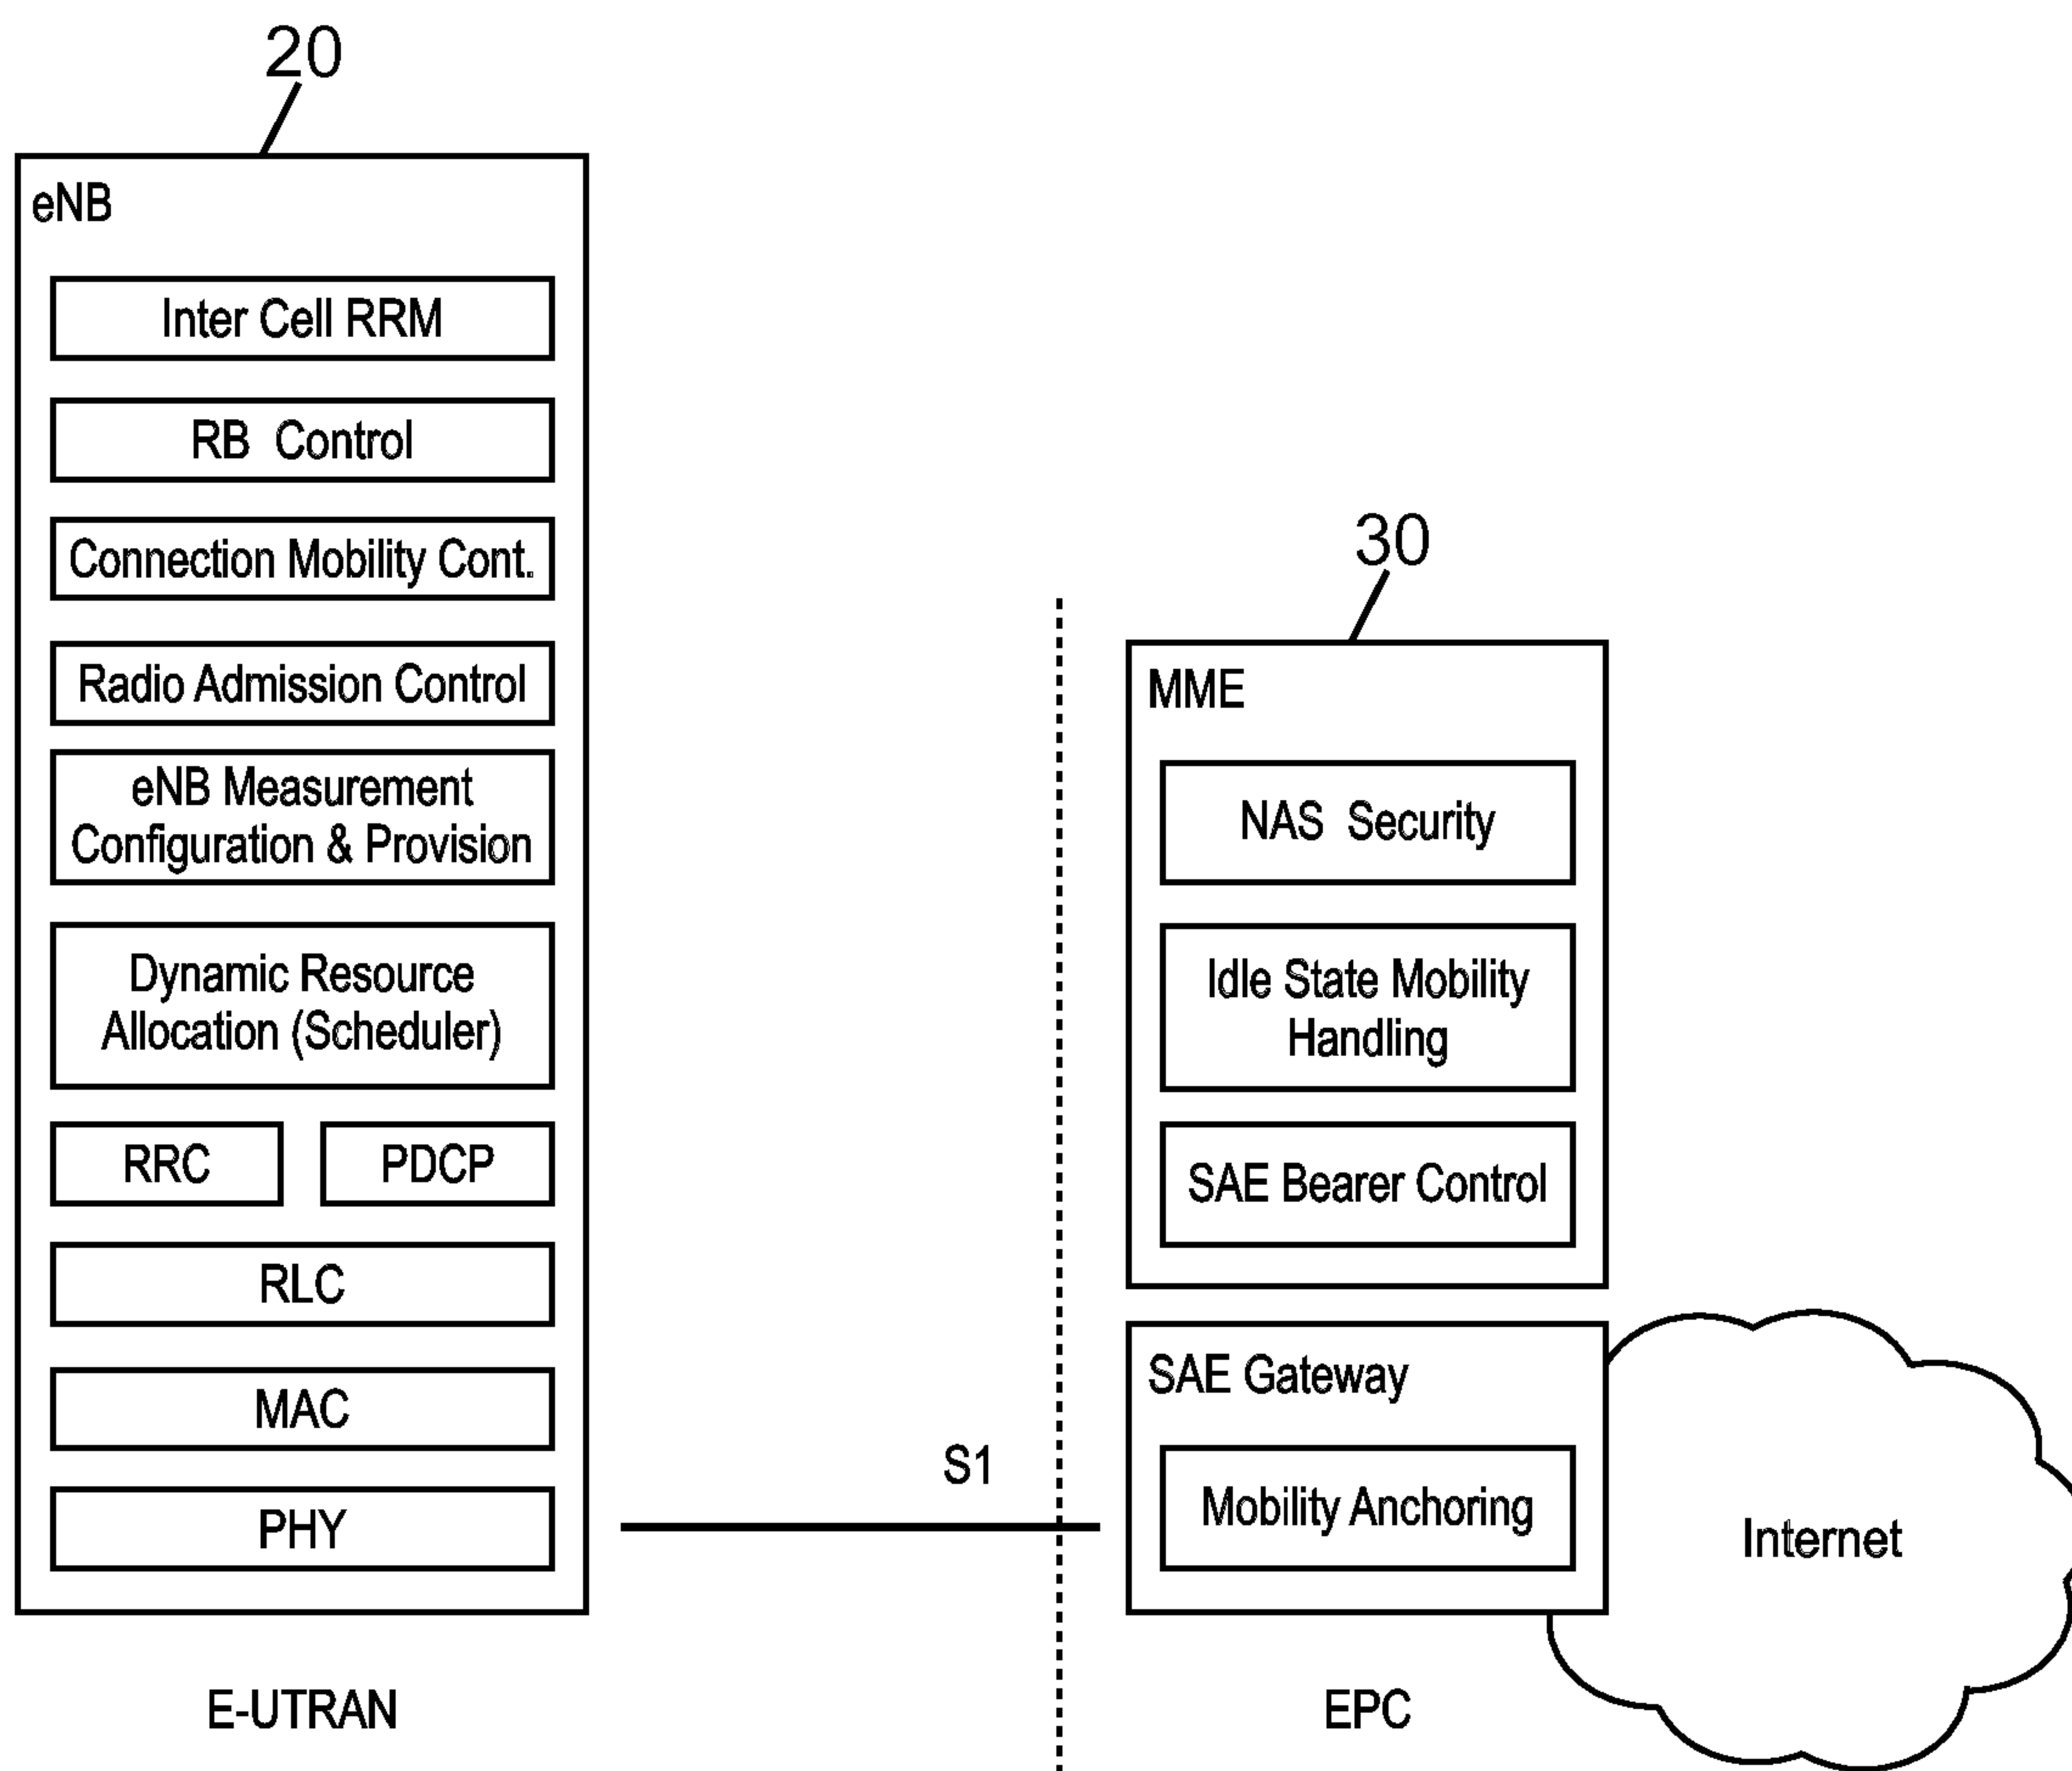 20
eNB
Inter Cell RRM
RB Control
Connection Mobility Cont.
Radio Admission Control
eNB Measurement
Configuration & Provision
Dynamic Resource
Allocation (Scheduler)
RRC
PDCP
RLC
MAC
PHY
E-UTRAN
S1
30
MME
NAS Security
Idle State Mobility
Handling
SAE Bearer Control
SAE Gateway
Mobility Anchoring
EPC
Internet